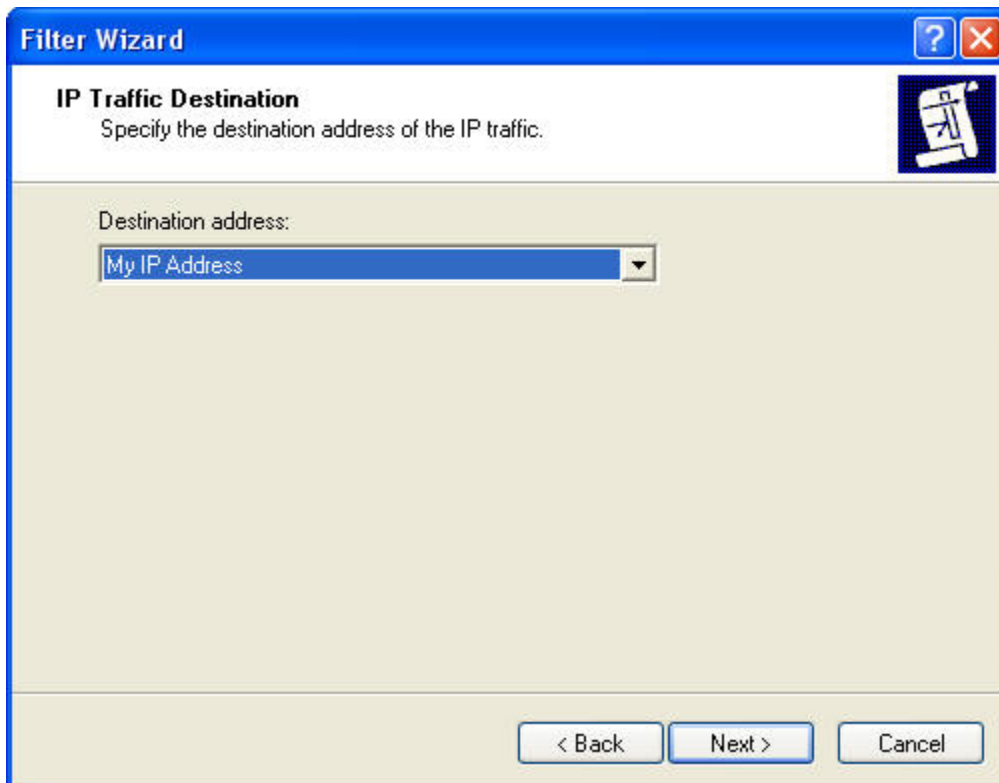 Filter Wizard
IP Traffic Destination
Specify the destination address of the IP traffic.
Destination address:
My IP Address
< Back
Next >
Cancel